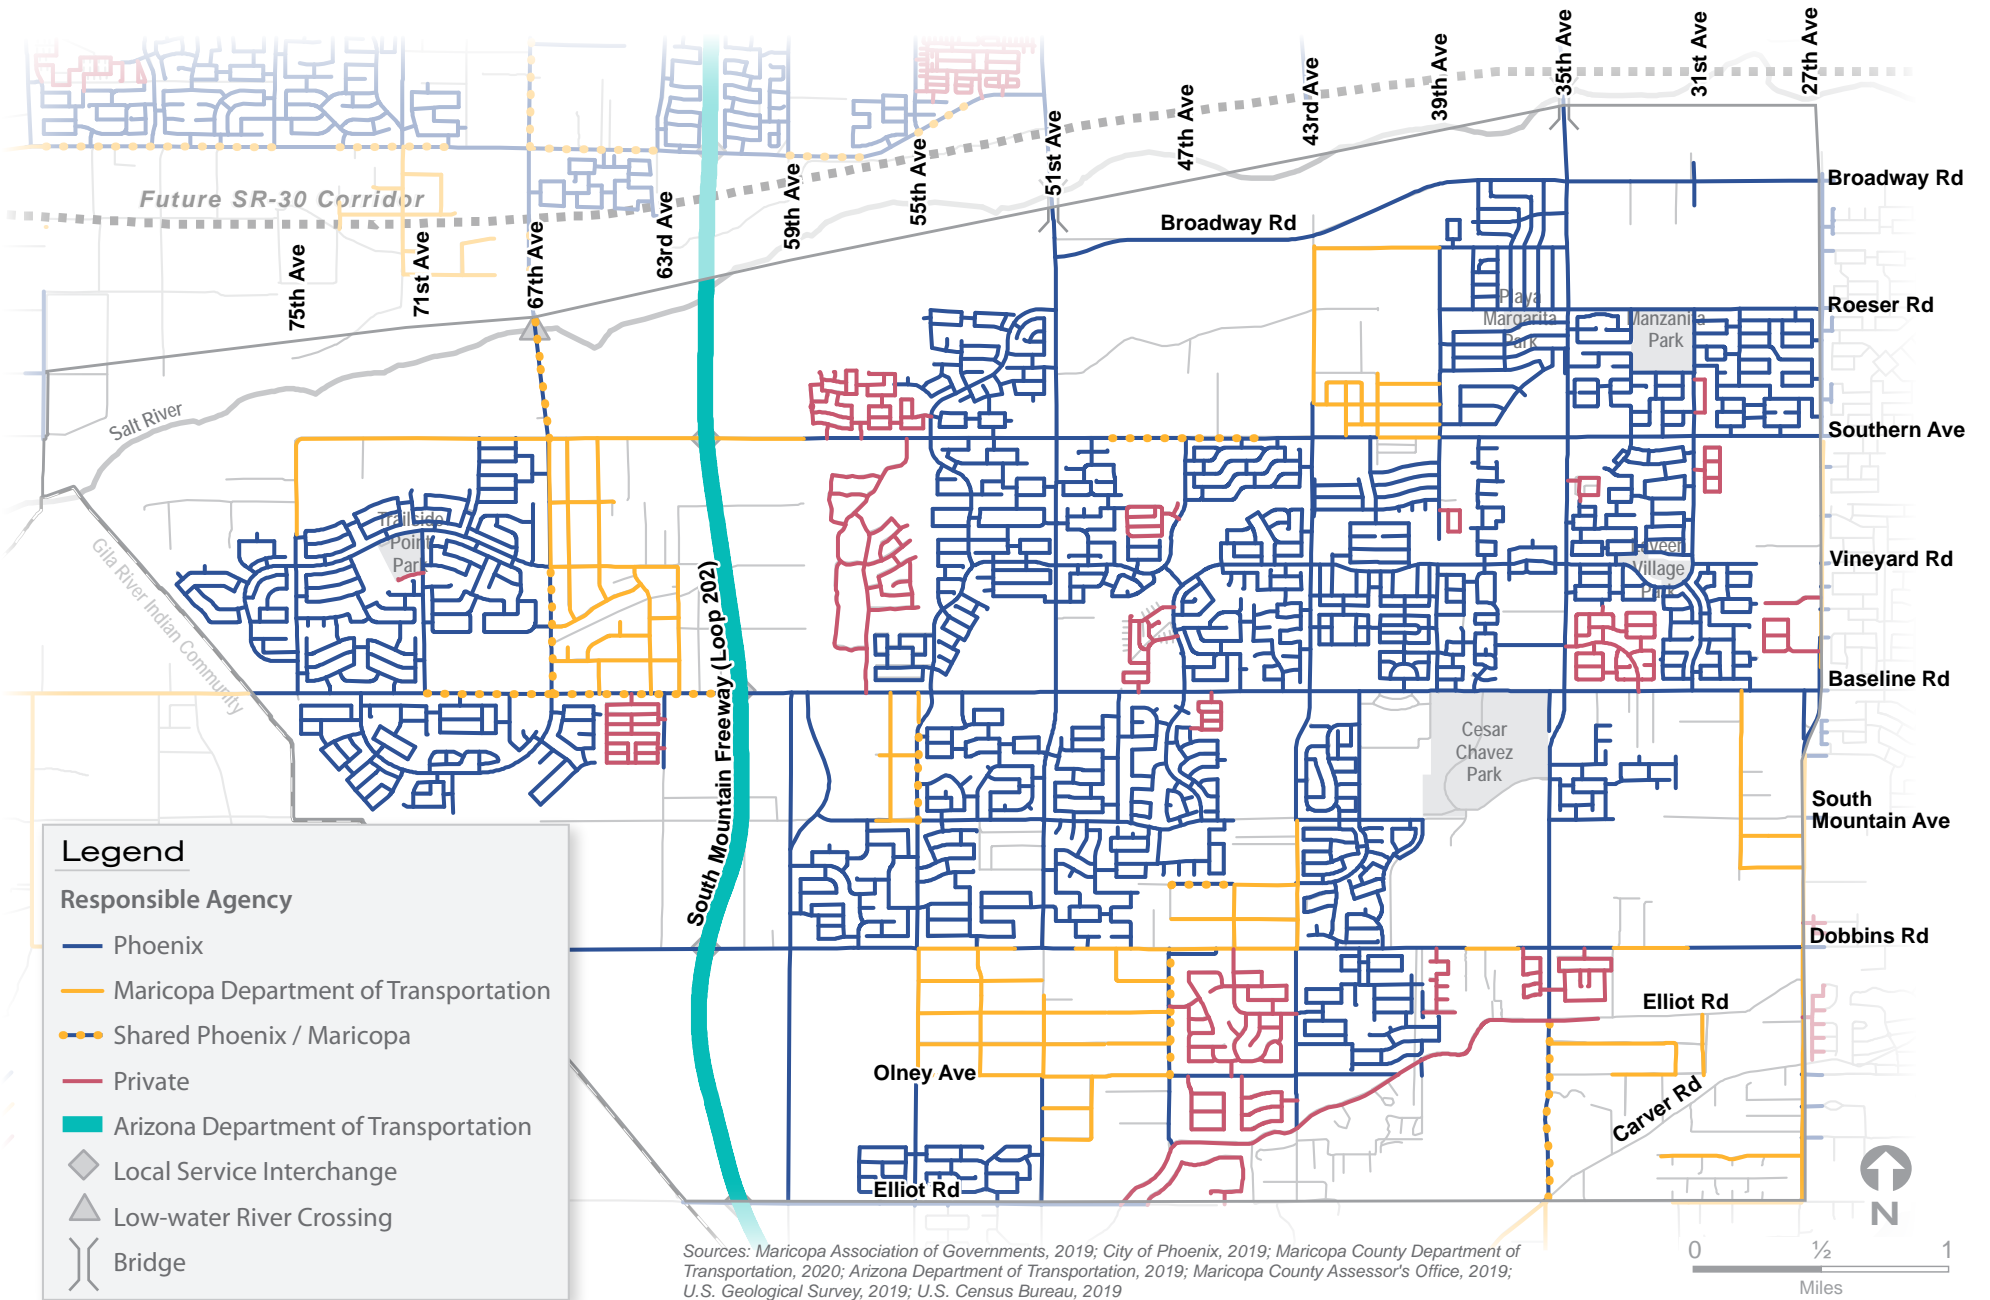 35th Ave
31st Ave
27th Ave
39th Ave
43rd Ave
47th Ave
51st Ave
55th Ave
59th Ave
63rd Ave
67th Ave
71st Ave
75th Ave
Future SR-30 Corridor
Broadway Rd
Broadway Rd
Roeser Rd
Playa
Margarita
Park
Manzanita
Park
Salt River
Southern Ave
Trailside
Point
Park
Gila River Indian Community
Vineyard Rd
Laveen
Village
Park
South Mountain Freeway (Loop 202)
Baseline Rd
Cesar
Chavez
Park
South
Mountain Ave
Dobbins Rd
Elliot Rd
Olney Ave
Carver Rd
Elliot Rd
Legend
Responsible Agency
Phoenix
Maricopa Department of Transportation
Shared Phoenix / Maricopa
Private
Arizona Department of Transportation
Local Service Interchange
Low-water River Crossing
Bridge
N
0 ½ 1
Miles
Sources: Maricopa Association of Governments, 2019; City of Phoenix, 2019; Maricopa County Department of
Transportation, 2020; Arizona Department of Transportation, 2019; Maricopa County Assessor's Office, 2019;
U.S. Geological Survey, 2019; U.S. Census Bureau, 2019